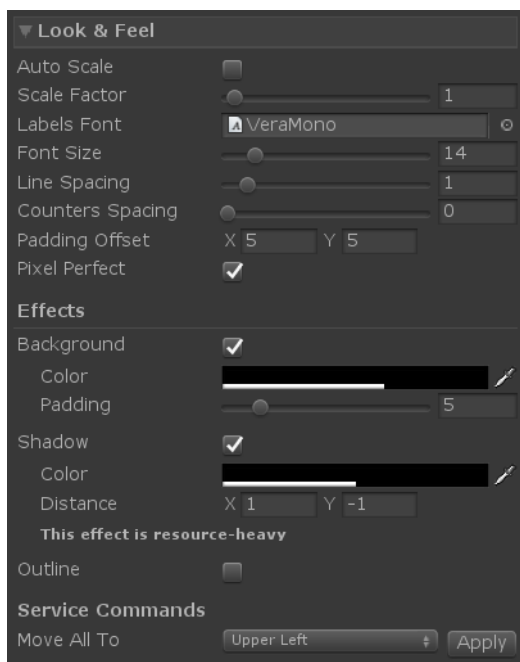 Look & Feel
Auto Scale
Scale Factor 1
Labels Font VeraMono
Font Size 14
Line Spacing 1
Counters Spacing 0
Padding Offset X 5 Y 5
Pixel Perfect
Effects
Background
Color
Padding 5
Shadow
Color
Distance X 1 Y -1
This effect is resource-heavy
Outline
Service Commands
Move All To Upper Left Apply